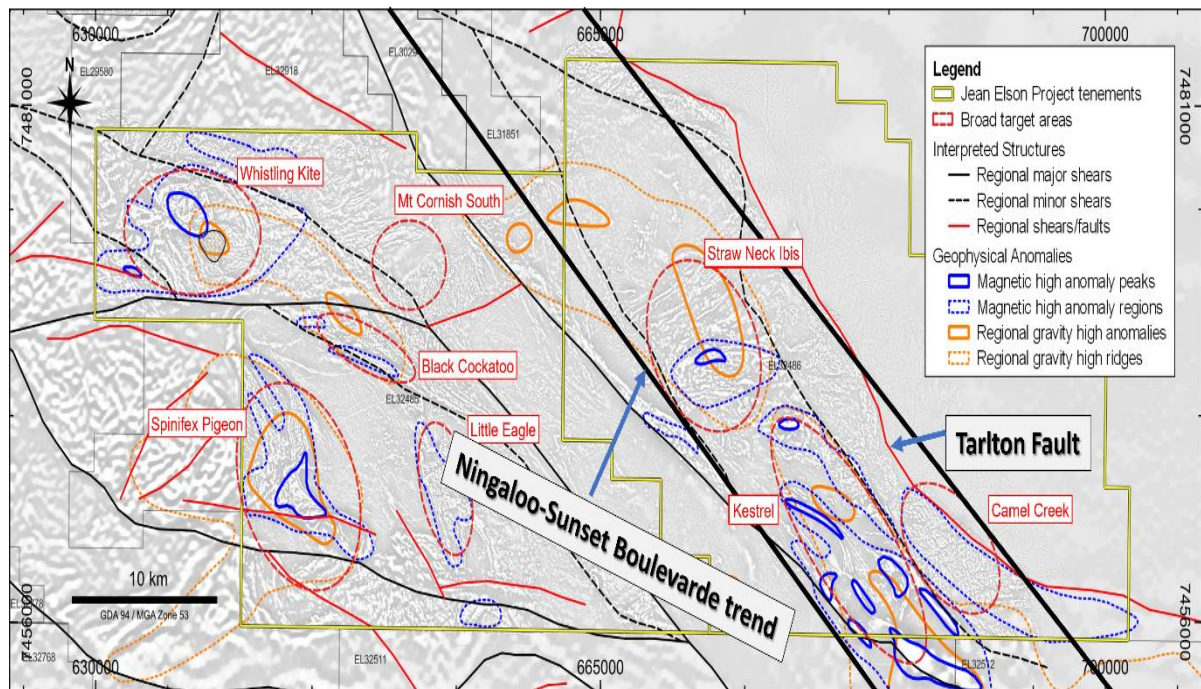 630000
665000
700000
EL29580
EL32918
EL3029
EL31851
N
7481000
7481000
Legend
Jean Elson Project tenements
Broad target areas
Interpreted Structures
Regional major shears
Regional minor shears
Regional shears/faults
Geophysical Anomalies
Magnetic high anomaly peaks
Magnetic high anomaly regions
Regional gravity high anomalies
Regional gravity high ridges
Whistling Kite
Mt Cornish South
Straw Neck Ibis
EL32486
Black Cockatoo
EL32485
Spinifex Pigeon
Little Eagle
Ningaloo-Sunset Boulevarde trend
Tarlton Fault
Kestrel
Camel Creek
10 km
GDA 94 / MGA Zone 53
7456000
7456000
EL32768
EL32511
630000
665000
700000